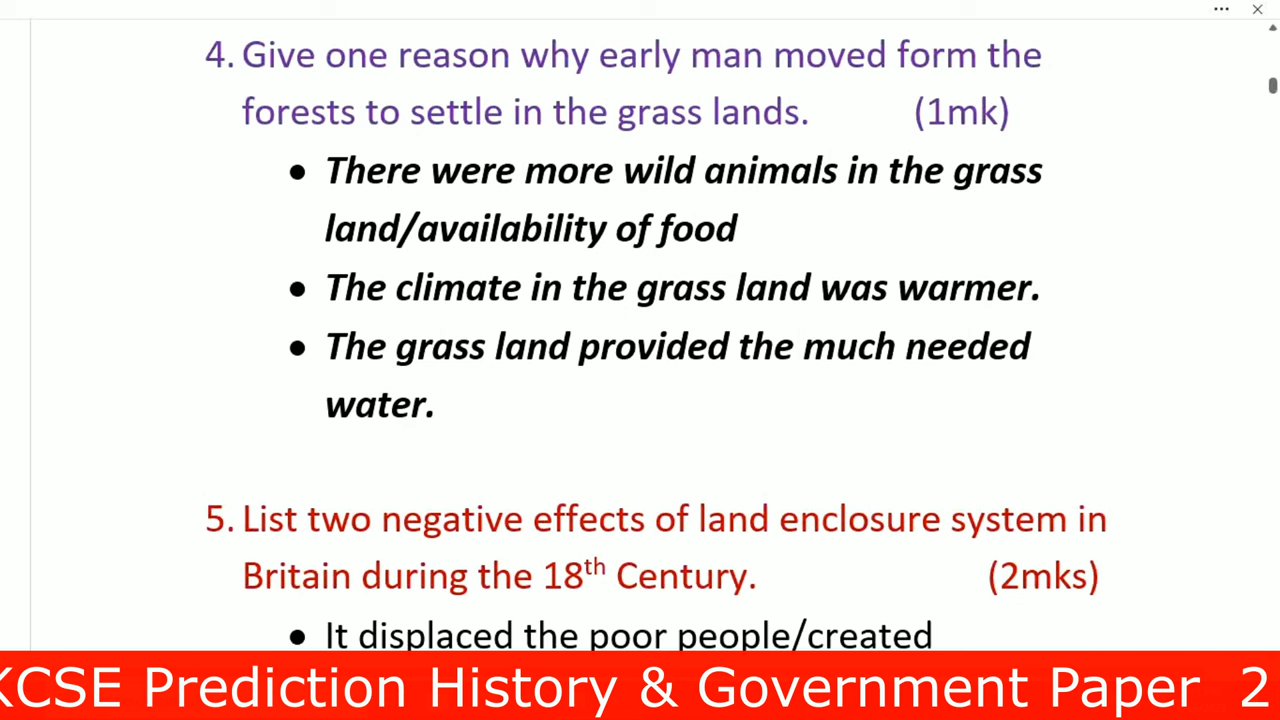 4. Give one reason why early man moved form the
forests to settle in the grass lands. (1mk)
• There were more wild animals in the grass
land/availability of food
• The climate in the grass land was warmer.
• The grass land provided the much needed
water.
5. List two negative effects of land enclosure system in
Britain during the 18th Century. (2mks)
• It displaced the poor people/created
KCSE Prediction History & Government Paper 2